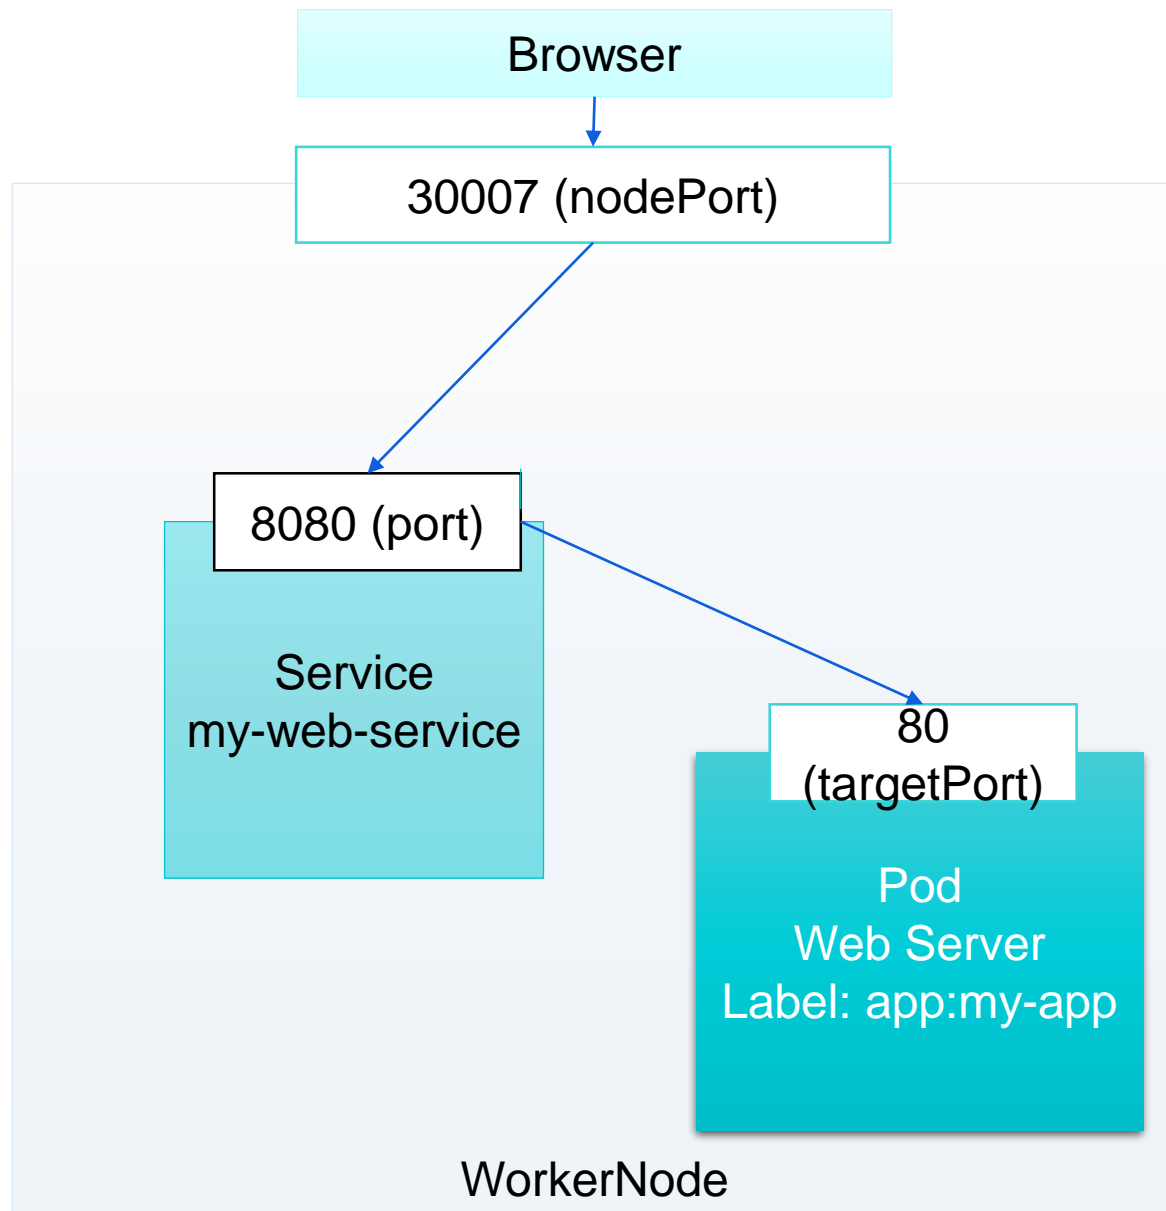 Browser
30007 (nodePort)
8080 (port)
Service
my-web-service
80
(targetPort)
Pod
Web Server
Label: app:my-app
WorkerNode